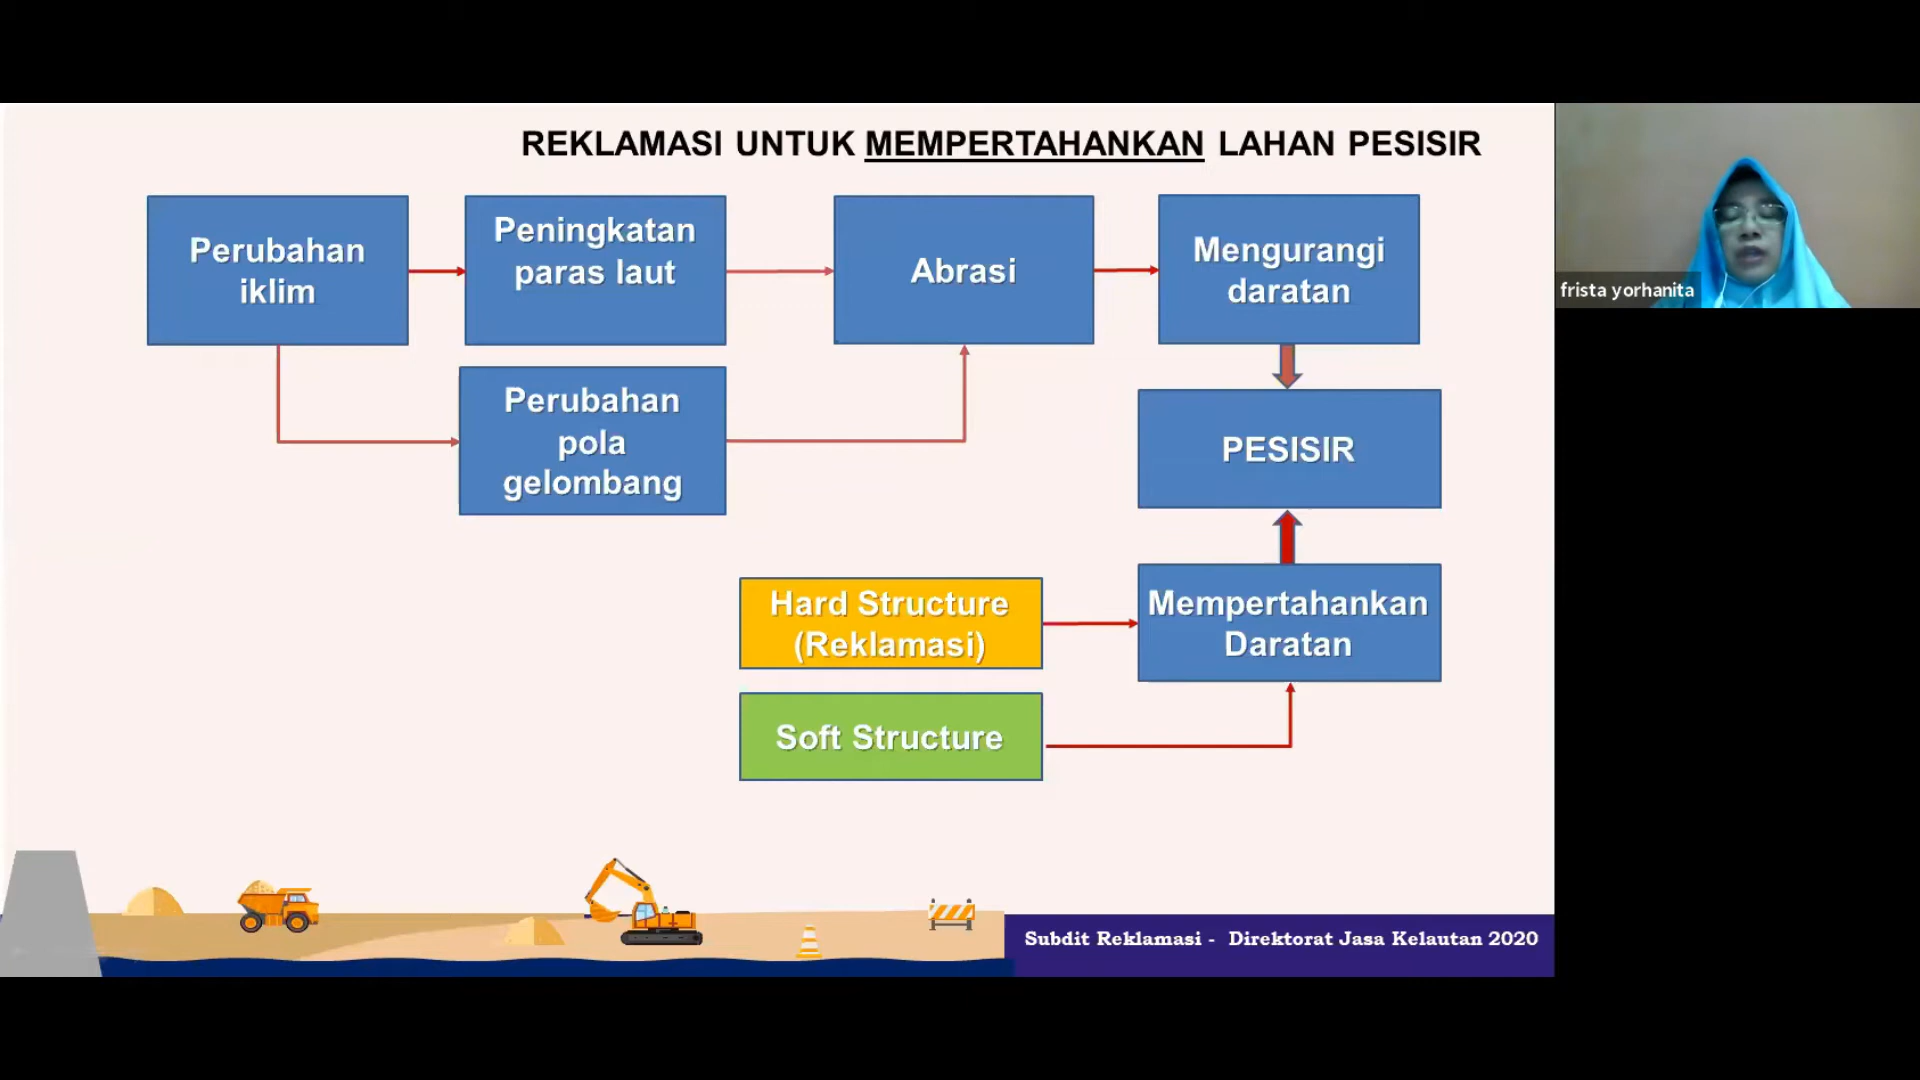 REKLAMASI UNTUK MEMPERTAHANKAN LAHAN PESISIR
Perubahan
iklim
Peningkatan
paras laut
Abrasi
Mengurangi
daratan
Perubahan
pola
gelombang
PESISIR
Hard Structure
(Reklamasi)
Mempertahankan
Daratan
Soft Structure
Subdit Reklamasi - Direktorat Jasa Kelautan 2020
frista yorhanita